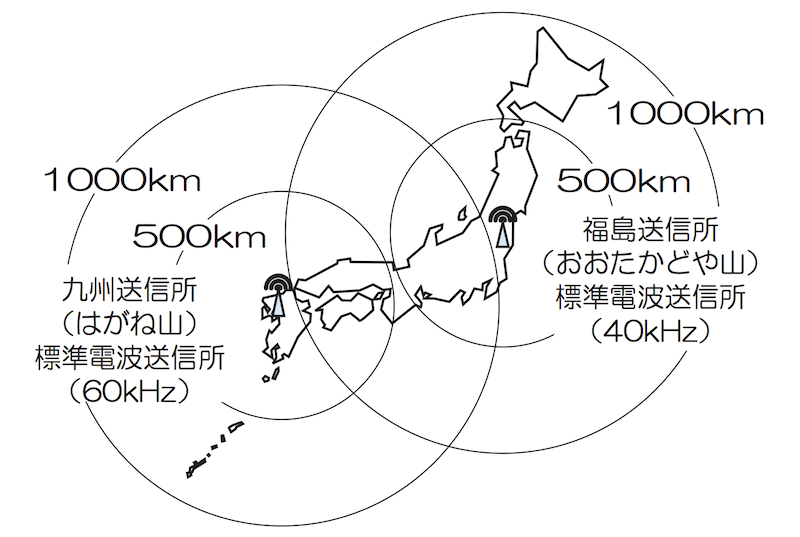 1000km
500km
九州送信所
（はがね山）
標準電波送信所
（60kHz）
1000km
500km
福島送信所
（おおたかどや山）
標準電波送信所
（40kHz）